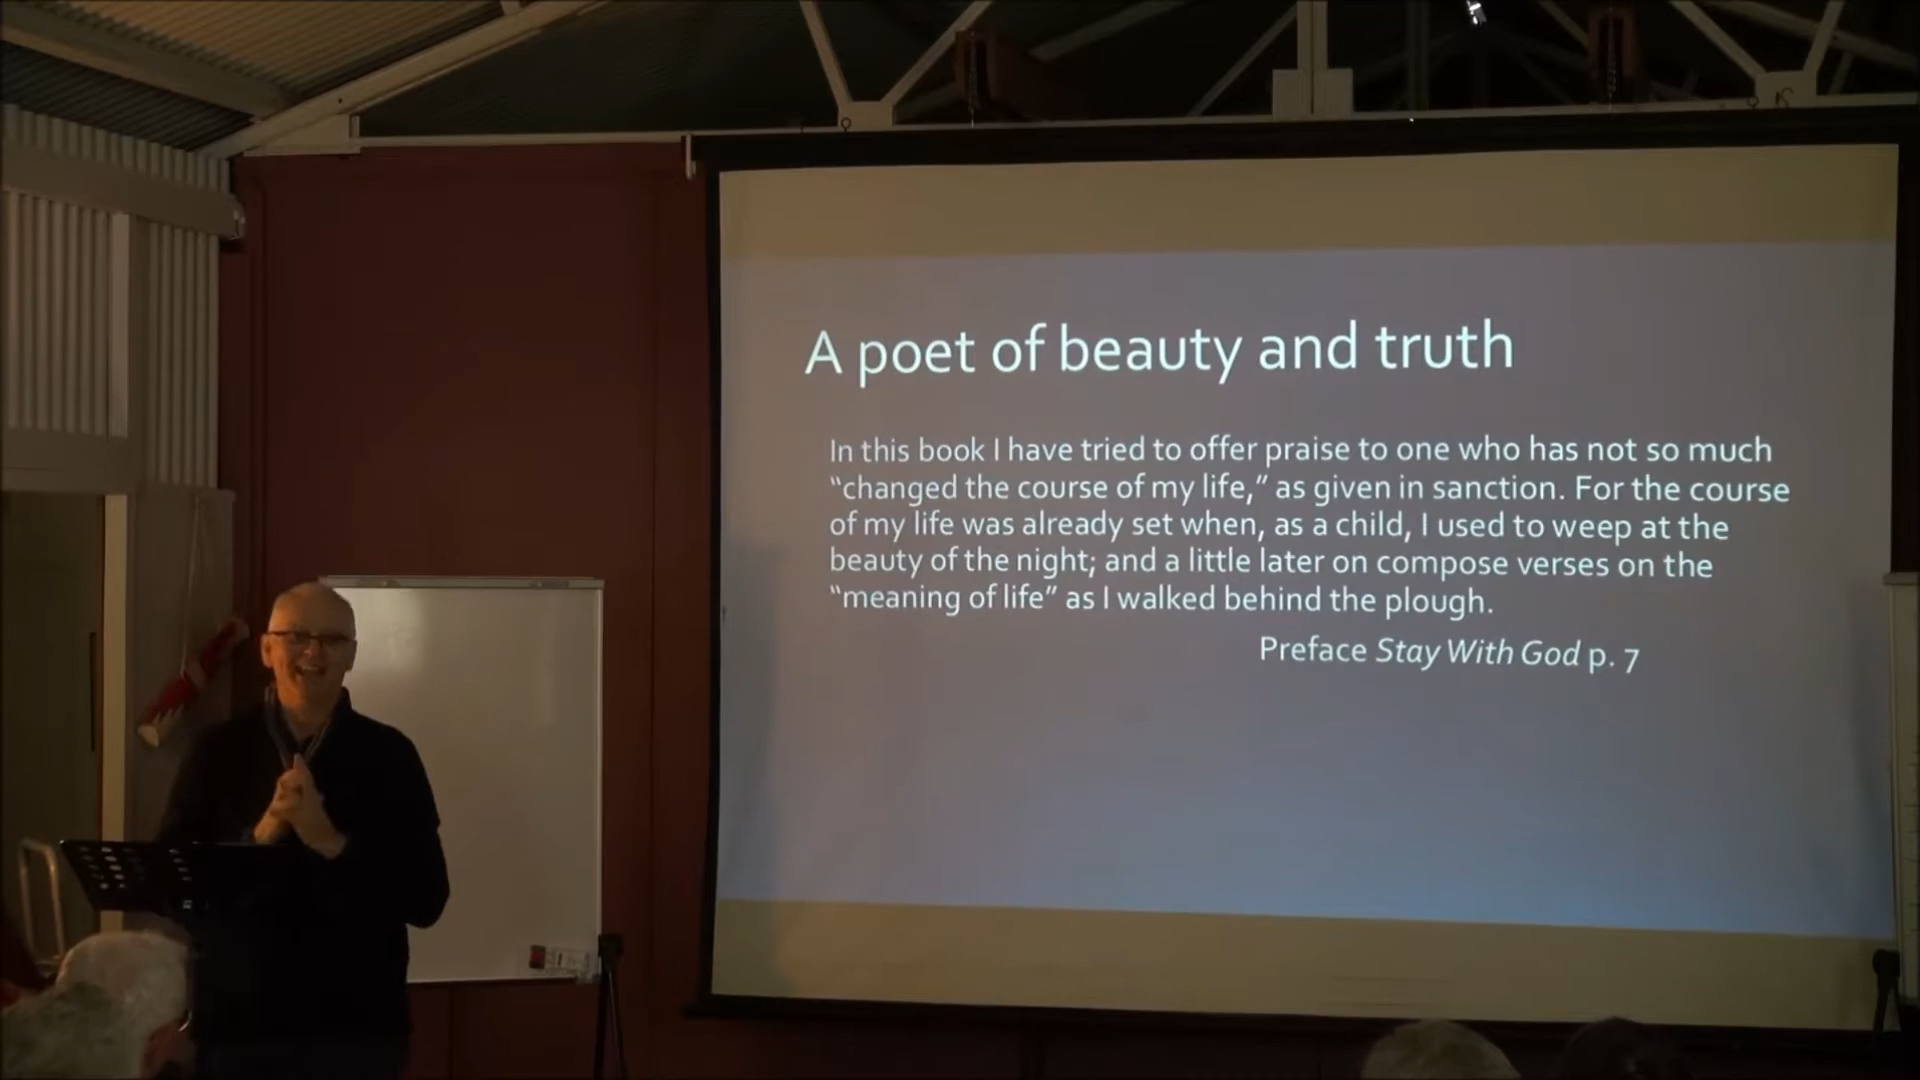 A poet of beauty and truth
In this book I have tried to offer praise to one who has not so much
“changed the course of my life,” as given in sanction. For the course
of my life was already set when, as a child, I used to weep at the
beauty of the night; and a little later on compose verses on the
“meaning of life” as I walked behind the plough.
Preface Stay With God p. 7